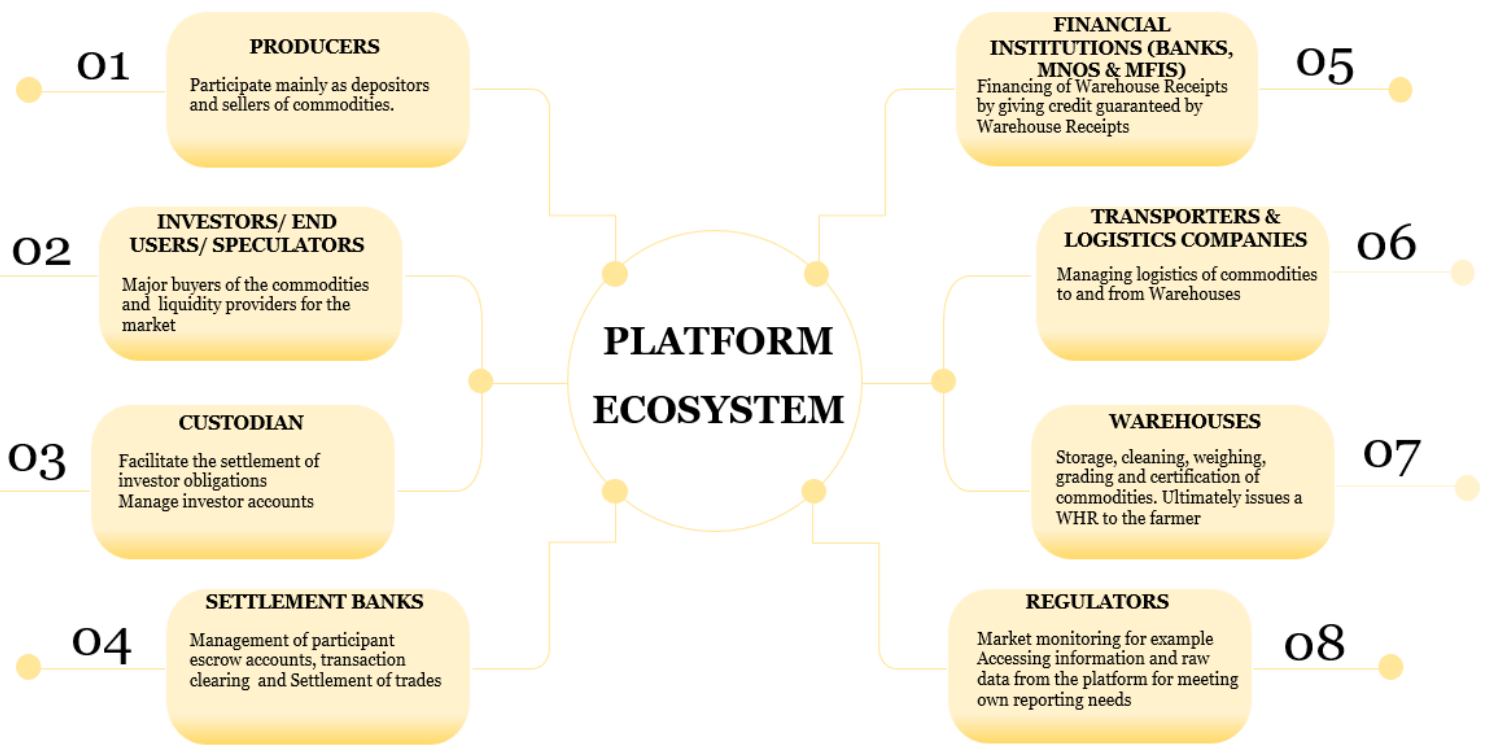 01
PRODUCERS
Participate mainly as depositors
and sellers of commodities.
02
INVESTORS/ END
USERS/ SPECULATORS
Major buyers of the commodities
and liquidity providers for the
market
03
CUSTODIAN
Facilitate the settlement of
investor obligations
Manage investor accounts
04
SETTLEMENT BANKS
Management of participant
escrow accounts, transaction
clearing and Settlement of trades
PLATFORM
ECOSYSTEM
05
FINANCIAL
INSTITUTIONS (BANKS,
MNOS & MFIS)
Financing of Warehouse Receipts
by giving credit guaranteed by
Warehouse Receipts
06
TRANSPORTERS &
LOGISTICS COMPANIES
Managing logistics of commodities
to and from Warehouses
07
WAREHOUSES
Storage, cleaning, weighing,
grading and certification of
commodities. Ultimately issues a
WHR to the farmer
08
REGULATORS
Market monitoring for example
Accessing information and raw
data from the platform for meeting
own reporting needs